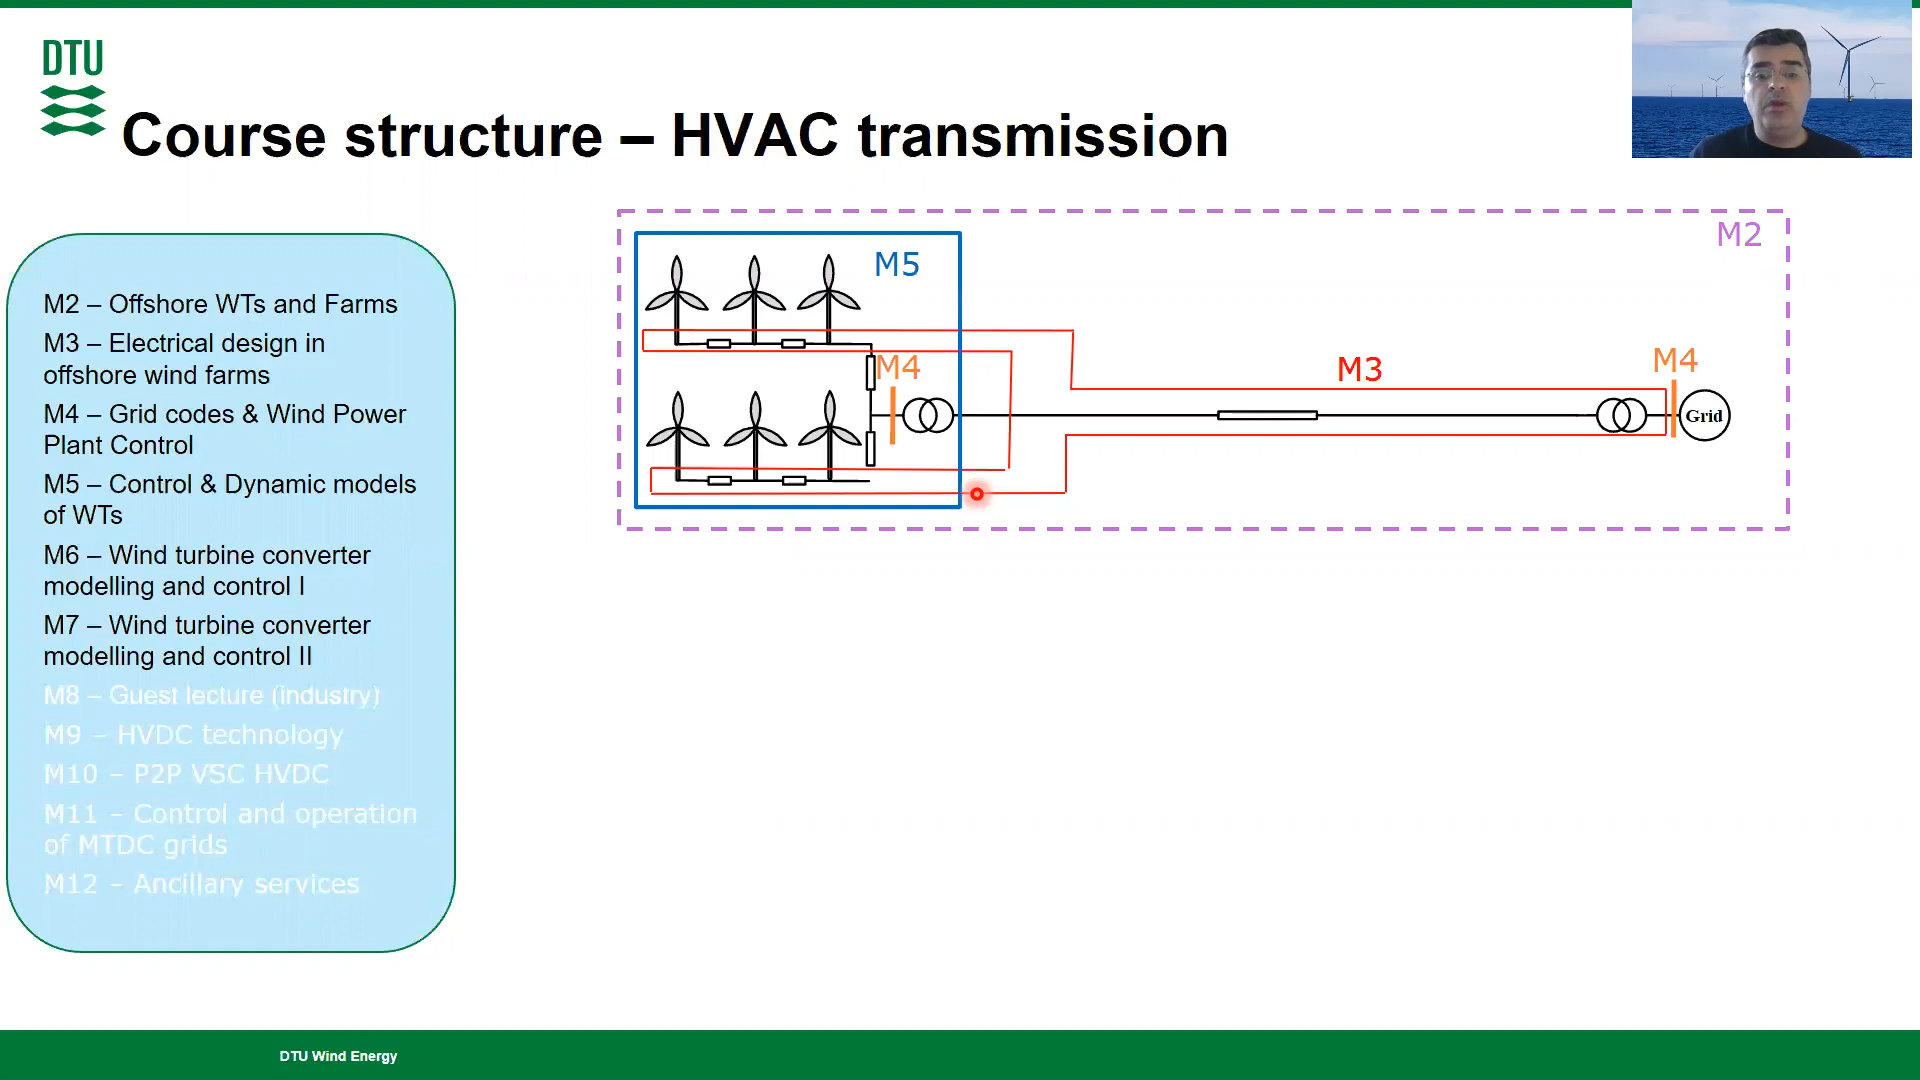 DTU
Course structure – HVAC transmission
M2 – Offshore WTs and Farms
M3 – Electrical design in
offshore wind farms
M4 – Grid codes & Wind Power
Plant Control
M5 – Control & Dynamic models
of WTs
M6 – Wind turbine converter
modelling and control I
M7 – Wind turbine converter
modelling and control II
M8 – Guest lecture (industry)
M9 – HVDC technology
M10 – P2P VSC HVDC
M11 – Control and operation
of MTDC grids
M12 – Ancillary services
M2
M5
M4
M3
M4
Grid
DTU Wind Energy